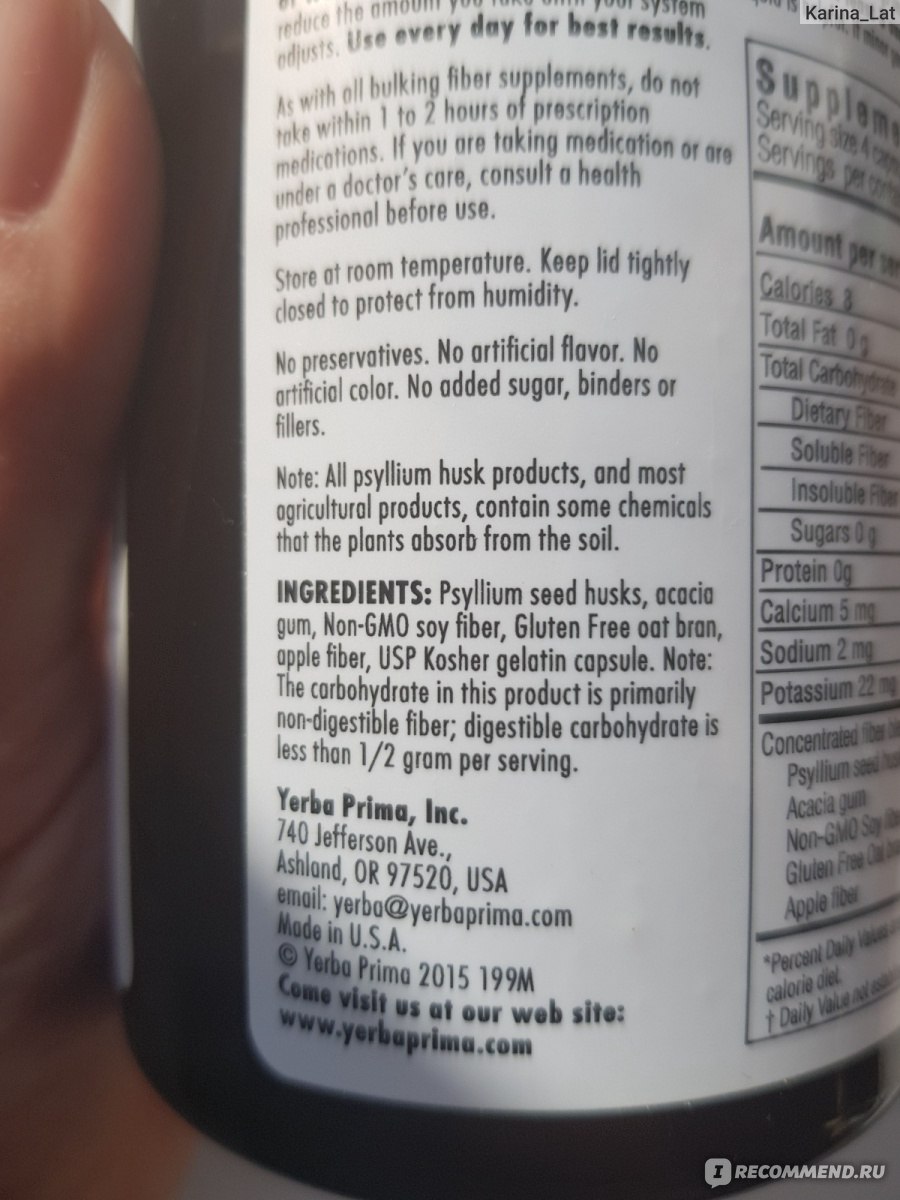 Karina_Lat
reduce the amount you take until your system
adjusts. Use every day for best results.
As with all bulking fiber supplements, do not
take within 1 to 2 hours of prescription
medications. If you are taking medication or are
under a doctor's care, consult a health
professional before use.
Store at room temperature. Keep lid tightly
closed to protect from humidity.
No preservatives. No artificial flavor. No
artificial color. No added sugar, binders or
fillers.
Note: All psyllium husk products, and most
agricultural products, contain some chemicals
that the plants absorb from the soil.
INGREDIENTS: Psyllium seed husks, acacia
gum, Non-GMO soy fiber, Gluten Free oat bran,
apple fiber, USP Kosher gelatin capsule. Note:
The carbohydrate in this product is primarily
non-digestible fiber; digestible carbohydrate is
less than 1/2 gram per serving.
Yerba Prima, Inc.
740 Jefferson Ave.,
Ashland, OR 97520, USA
email: yerba@yerbaprima.com
Made in U.S.A.
© Yerba Prima 2015 199M
Come visit us at our web site:
www.yerbaprima.com
Supplem
Serving size 4 cap
Servings per cont
Amount per se
Calories 8
Total Fat 0 g
Total Carbohydrate
Dietary Fiber
Soluble Fiber
Insoluble Fiber
Sugars 0 g
Protein 0g
Calcium 5 mg
Sodium 2 mg
Potassium 22 mg
Concentrated fiber
Psyllium seed
Acacia gum
Non-GMO Soy
Gluten Free Oat
Apple fiber
*Percent Daily Values
calorie diet.
† Daily Value not
IRECOMMEND.RU